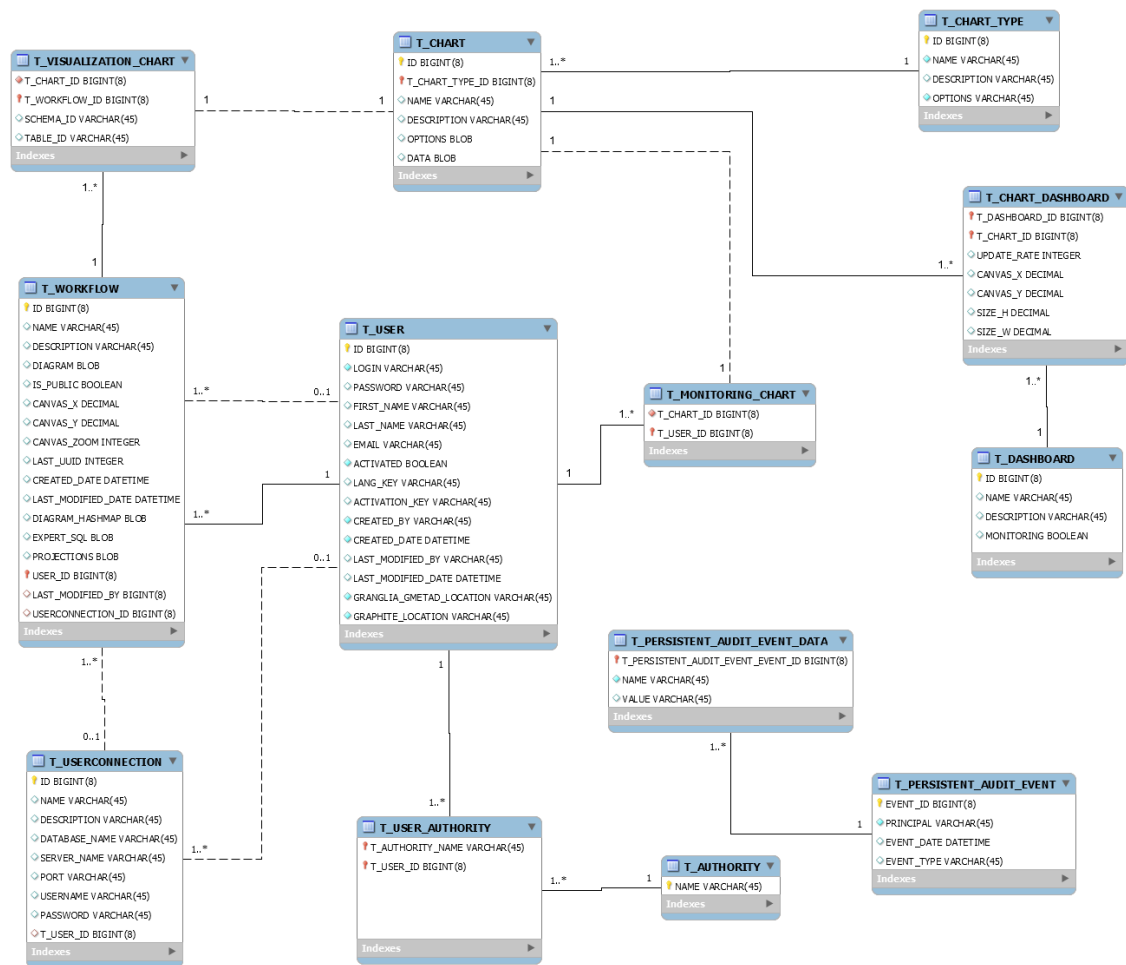 T_VISUALIZATION_CHART
T_CHART_ID BIGINT(8)
T_WORKFLOW_ID BIGINT(8)
SCHEMA_ID VARCHAR(45)
TABLE_ID VARCHAR(45)
Indexes
T_CHART
ID BIGINT(8)
T_CHART_TYPE_ID BIGINT(8)
NAME VARCHAR(45)
DESCRIPTION VARCHAR(45)
OPTIONS BLOB
DATA BLOB
Indexes
T_CHART_TYPE
ID BIGINT(8)
NAME VARCHAR(45)
DESCRIPTION VARCHAR(45)
OPTIONS VARCHAR(45)
Indexes
1..*
1
1
1
1
1
1..*
1
T_CHART_DASHBOARD
T_DASHBOARD_ID BIGINT(8)
T_CHART_ID BIGINT(8)
UPDATE_RATE INTEGER
CANVAS_X DECIMAL
CANVAS_Y DECIMAL
SIZE_H DECIMAL
SIZE_W DECIMAL
Indexes
1..*
T_WORKFLOW
ID BIGINT(8)
NAME VARCHAR(45)
DESCRIPTION VARCHAR(45)
DIAGRAM BLOB
IS_PUBLIC BOOLEAN
CANVAS_X DECIMAL
CANVAS_Y DECIMAL
CANVAS_ZOOM INTEGER
LAST_UUID INTEGER
CREATED_DATE DATETIME
LAST_MODIFIED_DATE DATETIME
DIAGRAM_HASHMAP BLOB
EXPERT_SQL BLOB
PROJECTIONS BLOB
USER_ID BIGINT(8)
LAST_MODIFIED_BY BIGINT(8)
USERCONNECTION_ID BIGINT(8)
Indexes
1..*
0..1
1
1..*
0..1
T_USER
ID BIGINT(8)
LOGIN VARCHAR(45)
PASSWORD VARCHAR(45)
FIRST_NAME VARCHAR(45)
LAST_NAME VARCHAR(45)
EMAIL VARCHAR(45)
ACTIVATED BOOLEAN
LANG_KEY VARCHAR(45)
ACTIVATION_KEY VARCHAR(45)
CREATED_BY VARCHAR(45)
CREATED_DATE DATETIME
LAST_MODIFIED_BY VARCHAR(45)
LAST_MODIFIED_DATE DATETIME
GRANGLIA_GMETAD_LOCATION VARCHAR(45)
GRAPHITE_LOCATION VARCHAR(45)
Indexes
1
1..*
1
T_MONITORING_CHART
T_CHART_ID BIGINT(8)
T_USER_ID BIGINT(8)
Indexes
1..*
1
T_DASHBOARD
ID BIGINT(8)
NAME VARCHAR(45)
DESCRIPTION VARCHAR(45)
MONITORING BOOLEAN
Indexes
1..*
0..1
T_USERCONNECTION
ID BIGINT(8)
NAME VARCHAR(45)
DESCRIPTION VARCHAR(45)
DATABASE_NAME VARCHAR(45)
SERVER_NAME VARCHAR(45)
PORT VARCHAR(45)
USERNAME VARCHAR(45)
PASSWORD VARCHAR(45)
T_USER_ID BIGINT(8)
Indexes
1..*
1
1..*
T_USER_AUTHORITY
T_AUTHORITY_NAME VARCHAR(45)
T_USER_ID BIGINT(8)
Indexes
1..*
1
T_AUTHORITY
NAME VARCHAR(45)
Indexes
T_PERSISTENT_AUDIT_EVENT_DATA
T_PERSISTENT_AUDIT_EVENT_EVENT_ID BIGINT(8)
NAME VARCHAR(45)
VALUE VARCHAR(45)
Indexes
1..*
1
T_PERSISTENT_AUDIT_EVENT
EVENT_ID BIGINT(8)
PRINCIPAL VARCHAR(45)
EVENT_DATE DATETIME
EVENT_TYPE VARCHAR(45)
Indexes